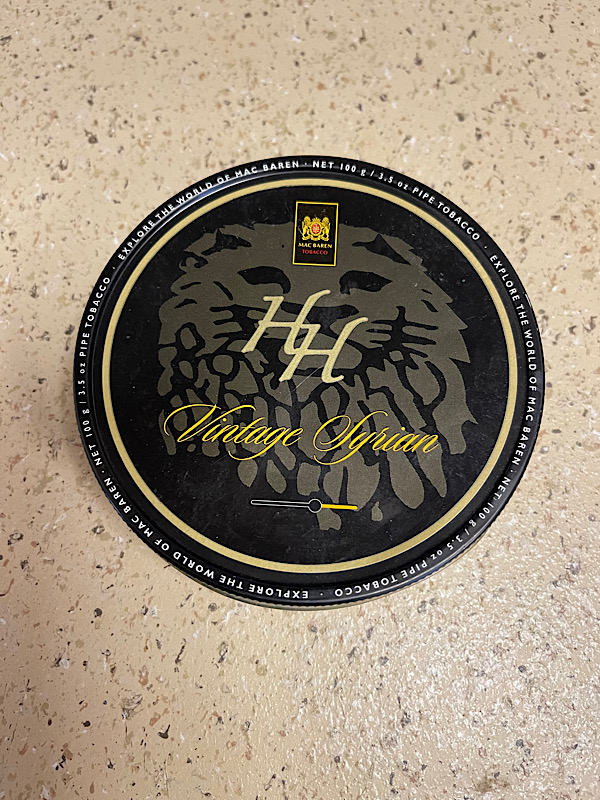 EXPLORE THE WORLD OF MAC BAREN · NET 100 g / 3.5 oz PIPE TOBACCO · EXPLORE THE WORLD OF MAC BAREN · NET 100 g / 3.5 oz PIPE TOBACCO · EXPLORE THE WORLD OF MAC BAREN · NET 100 g / 3.5 oz PIPE TOBACCO ·
MAC BAREN
TOBACCO
HH
Vintage Syrian